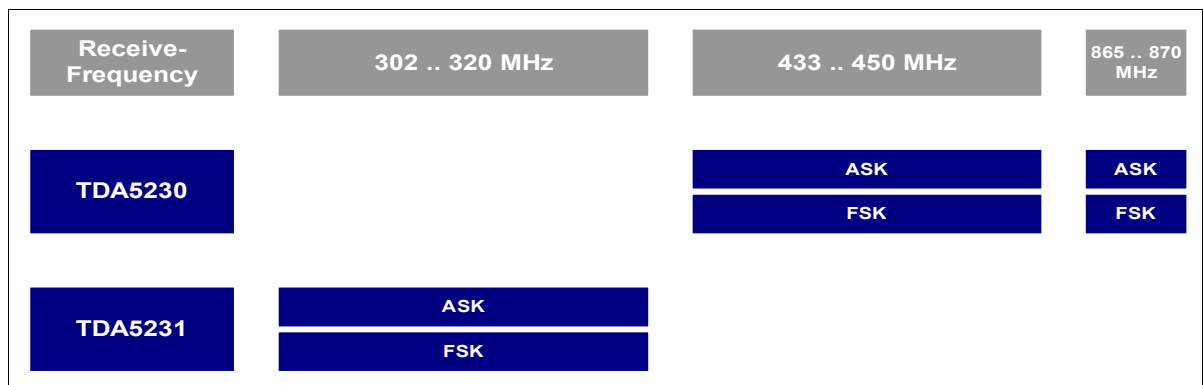 Receive-
Frequency
302 .. 320 MHz
433 .. 450 MHz
865 .. 870
MHz
TDA5230
ASK
ASK
FSK
FSK
TDA5231
ASK
FSK